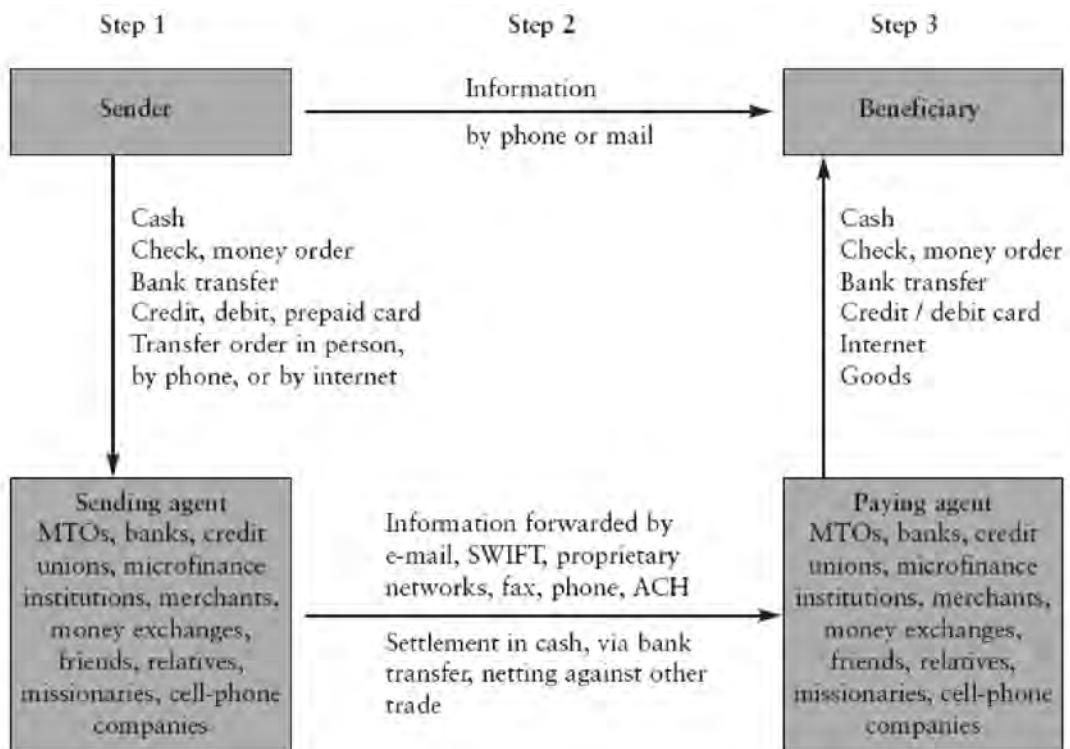 Step 1
Step 2
Step 3
Sender
Information
by phone or mail
Beneficiary
Cash
Check, money order
Bank transfer
Credit, debit, prepaid card
Transfer order in person,
by phone, or by internet
Cash
Check, money order
Bank transfer
Credit / debit card
Internet
Goods
Sending agent
MTOs, banks, credit
unions, microfinance
institutions, merchants,
money exchanges,
friends, relatives,
missionaries, cell-phone
companies
Information forwarded by
e-mail, SWIFT, proprietary
networks, fax, phone, ACH
Settlement in cash, via bank
transfer, netting against other
trade
Paying agent
MTOs, banks, credit
unions, microfinance
institutions, merchants,
money exchanges,
friends, relatives,
missionaries, cell-phone
companies